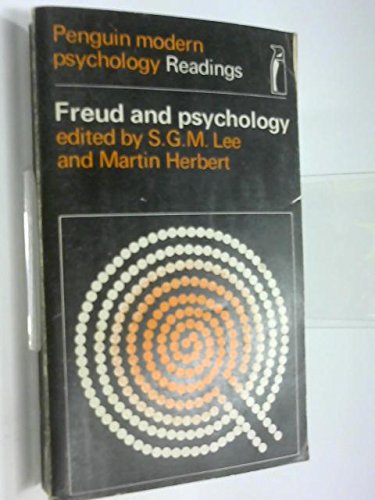 Penguin modern
psychology Readings
Freud and psychology
edited by S.G.M. Lee
and Martin Herbert